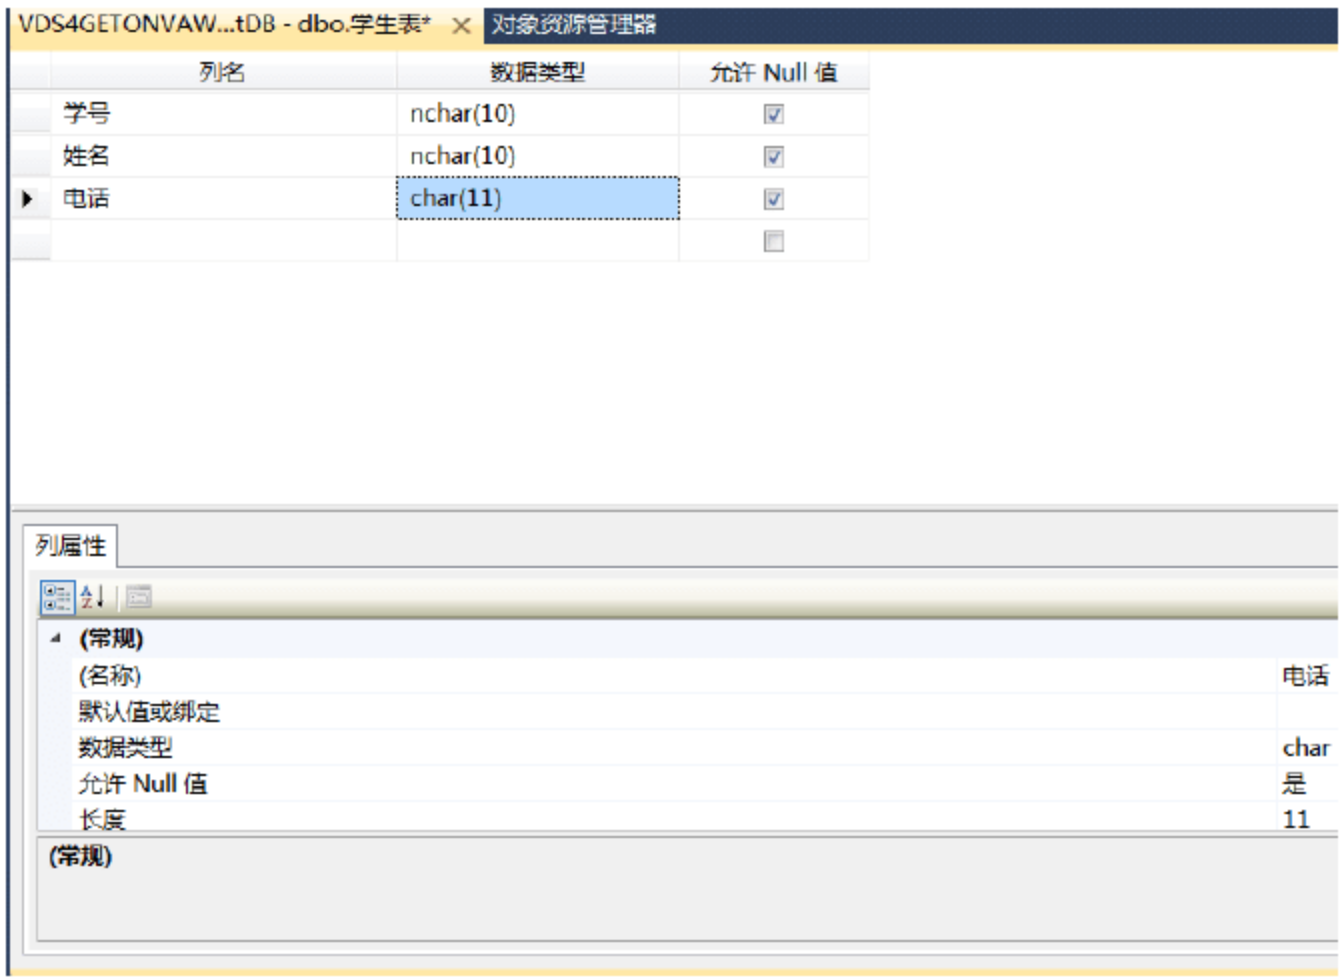 VDS4GETONVAW...tDB - dbo.学生表* 对象资源管理器
列名 数据类型 允许 Null 值
学号 nchar(10)
姓名 nchar(10)
电话 char(11)
列属性
(常规)
(名称) 电话
默认值或绑定
数据类型 char
允许 Null 值 是
长度 11
(常规)